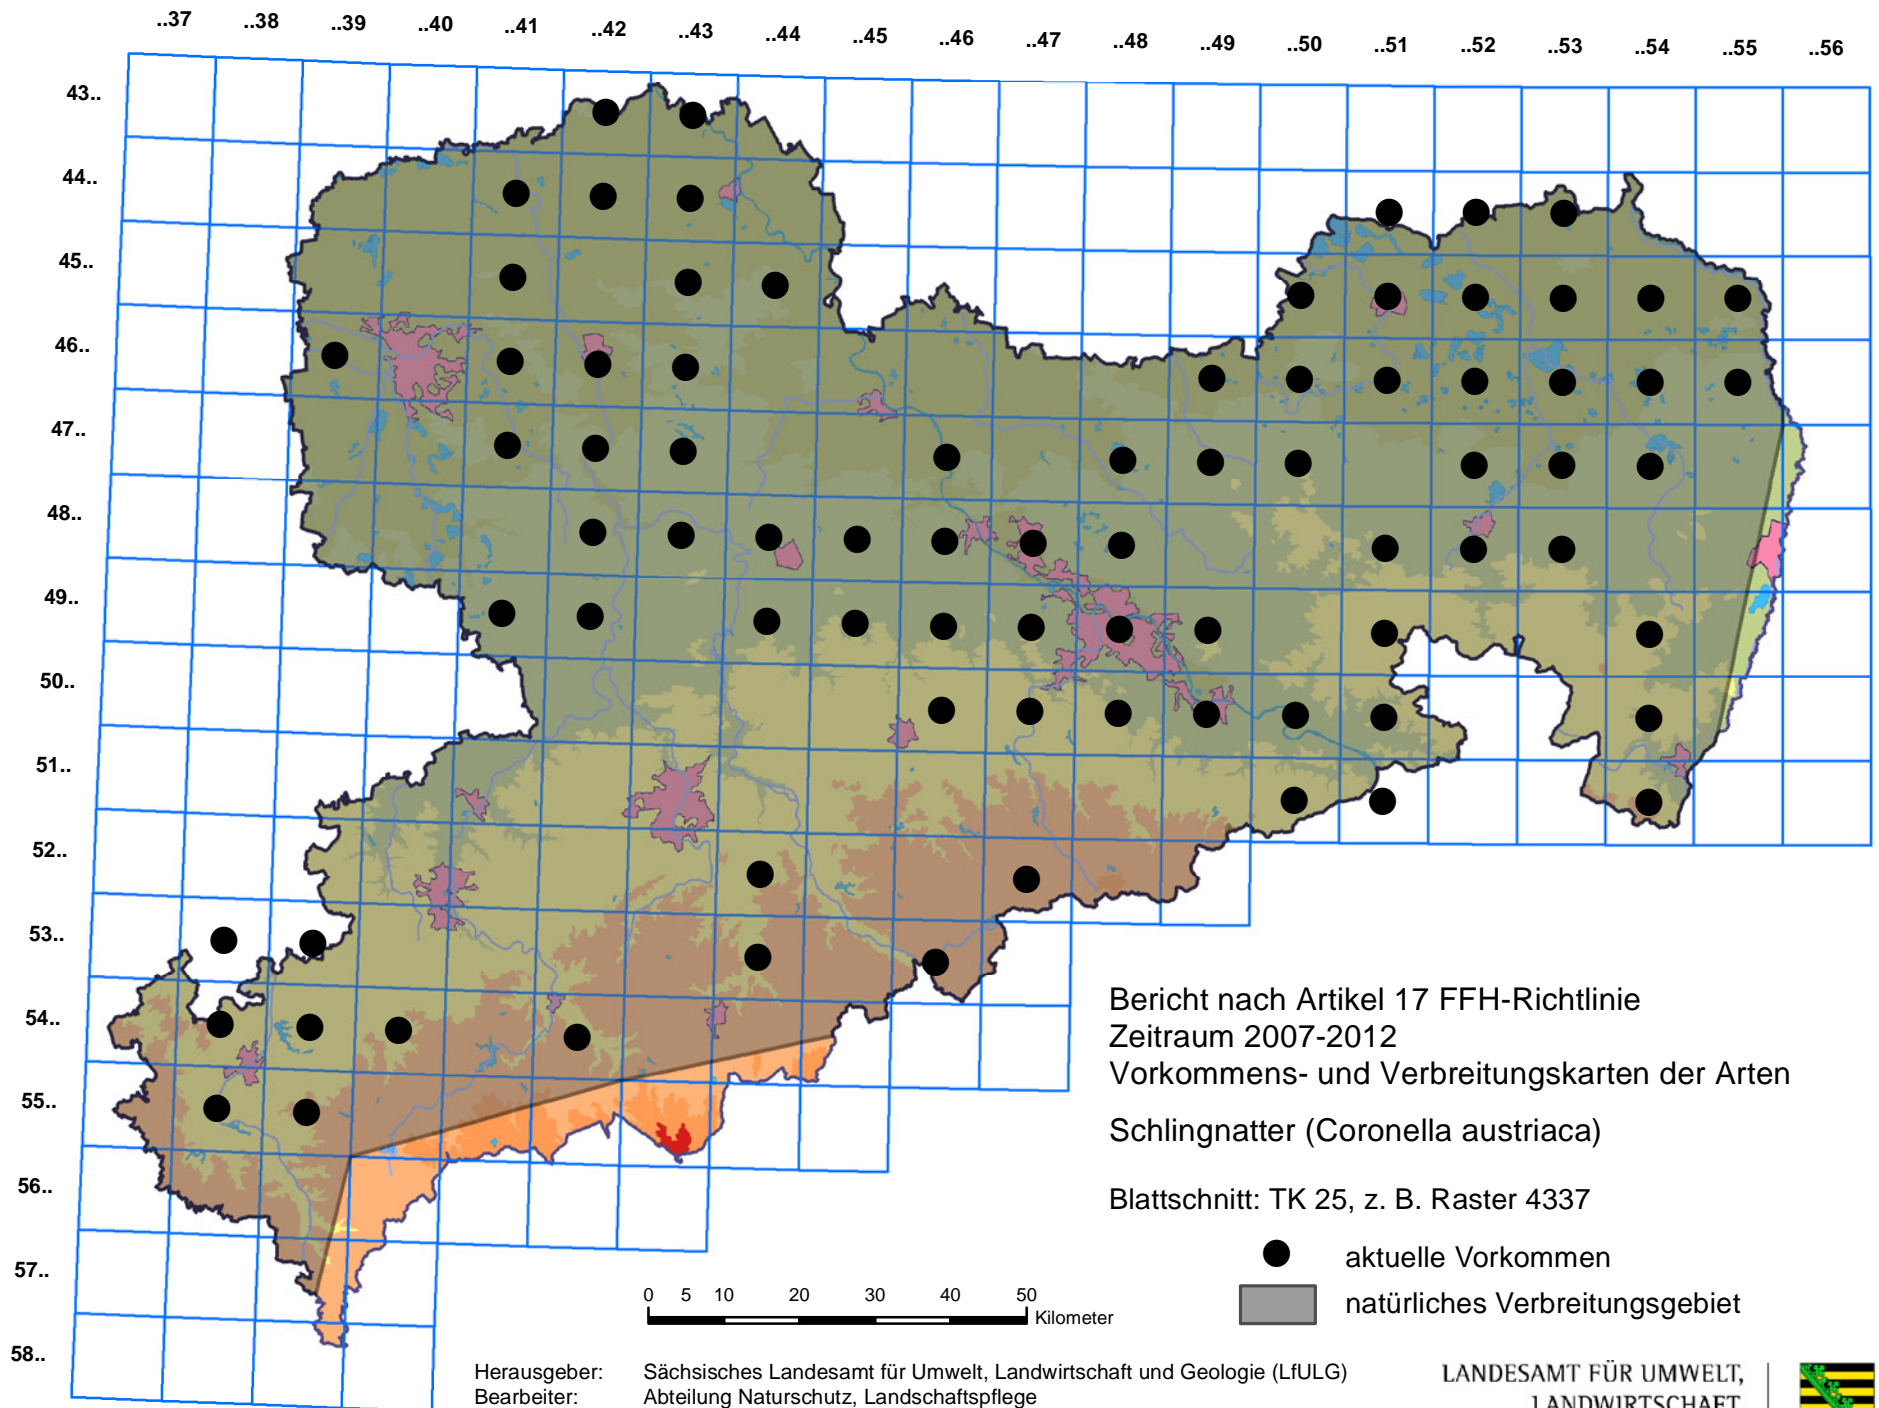 ..37 ..38 ..39 ..40 ..41 ..42 ..43 ..44 ..45 ..46 ..47 ..48 ..49 ..50 ..51 ..52 ..53 ..54 ..55 ..56
43..
44..
45..
46..
47..
48..
49..
50..
51..
52..
53..
54..
55..
56..
57..
58..
Bericht nach Artikel 17 FFH-Richtlinie
Zeitraum 2007-2012
Vorkommens- und Verbreitungskarten der Arten
Schlingnatter (Coronella austriaca)
Blattschnitt: TK 25, z. B. Raster 4337
aktuelle Vorkommen
natürliches Verbreitungsgebiet
0 5 10 20 30 40 50
Kilometer
Herausgeber: Sächsisches Landesamt für Umwelt, Landwirtschaft und Geologie (LfULG)
Bearbeiter: Abteilung Naturschutz, Landschaftspflege
LANDESAMT FÜR UMWELT,
LANDWIRTSCHAFT